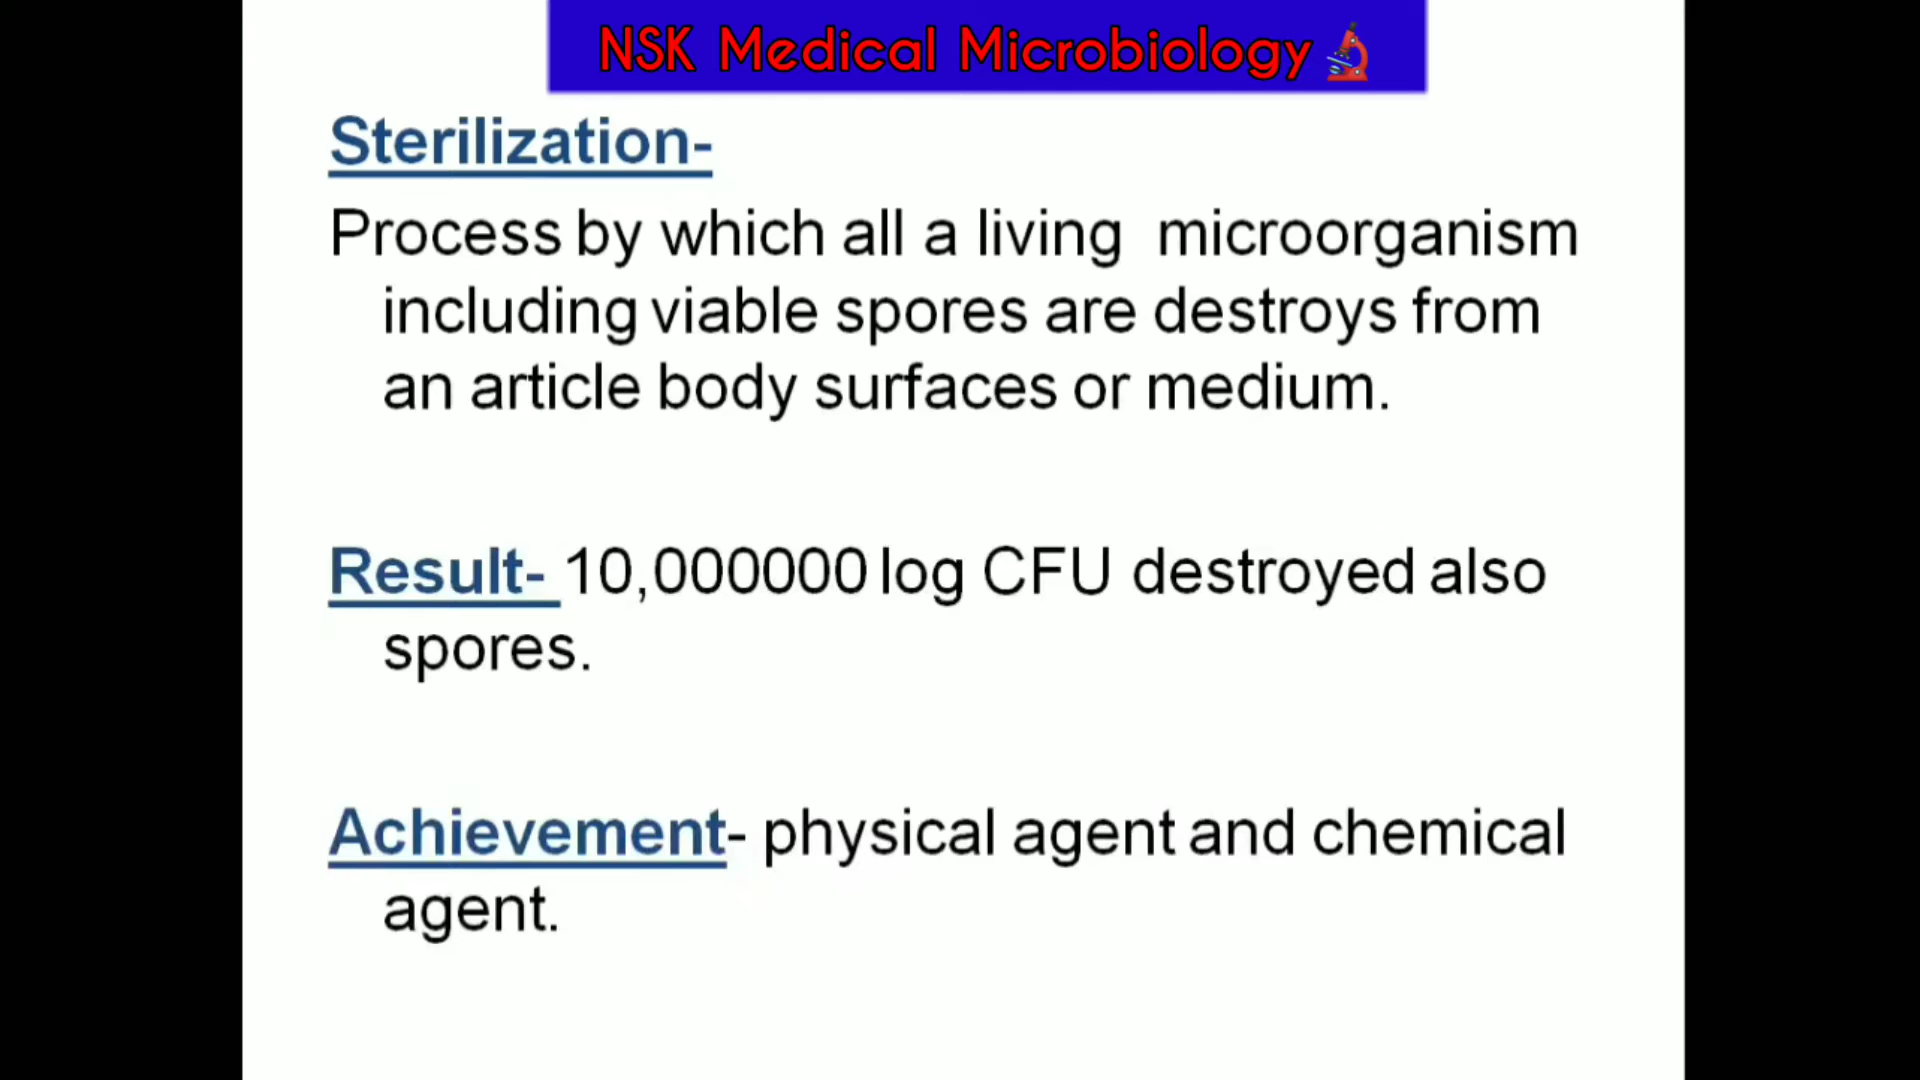 NSK Medical Microbiology
Sterilization-
Process by which all a living microorganism
including viable spores are destroys from
an article body surfaces or medium.
Result- 10,000000 log CFU destroyed also
spores.
Achievement- physical agent and chemical
agent.